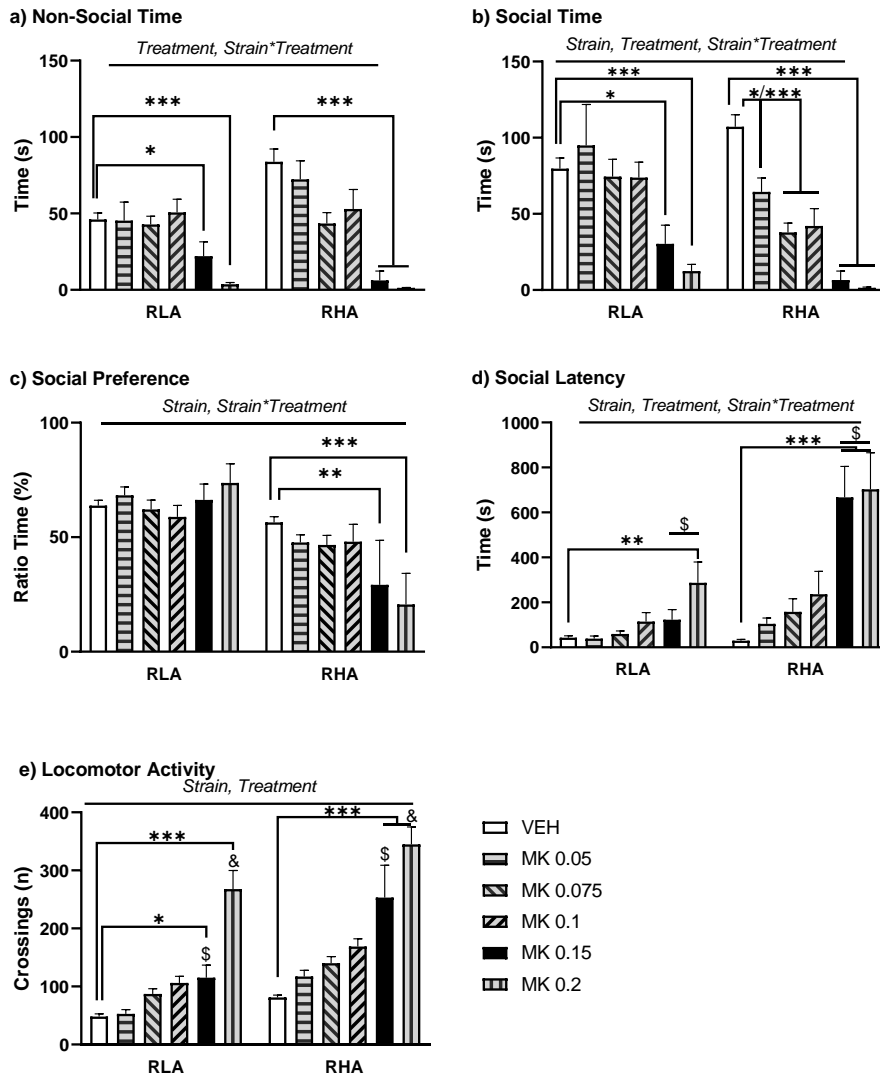 a) Non-Social Time
Treatment, Strain*Treatment
150
100
50
0
Time (s)
***
*
***
RLA
RHA
b) Social Time
Strain, Treatment, Strain*Treatment
150
100
50
0
Time (s)
***
*
***
*/***
RLA
RHA
c) Social Preference
Strain, Strain*Treatment
100
50
0
Ratio Time (%)
***
**
RLA
RHA
d) Social Latency
Strain, Treatment, Strain*Treatment
1000
800
600
400
200
0
Time (s)
**
$
***
$
RLA
RHA
e) Locomotor Activity
Strain, Treatment
400
300
200
100
0
Crossings (n)
***
*
$
&
***
$
&
RLA
RHA
VEH
MK 0.05
MK 0.075
MK 0.1
MK 0.15
MK 0.2